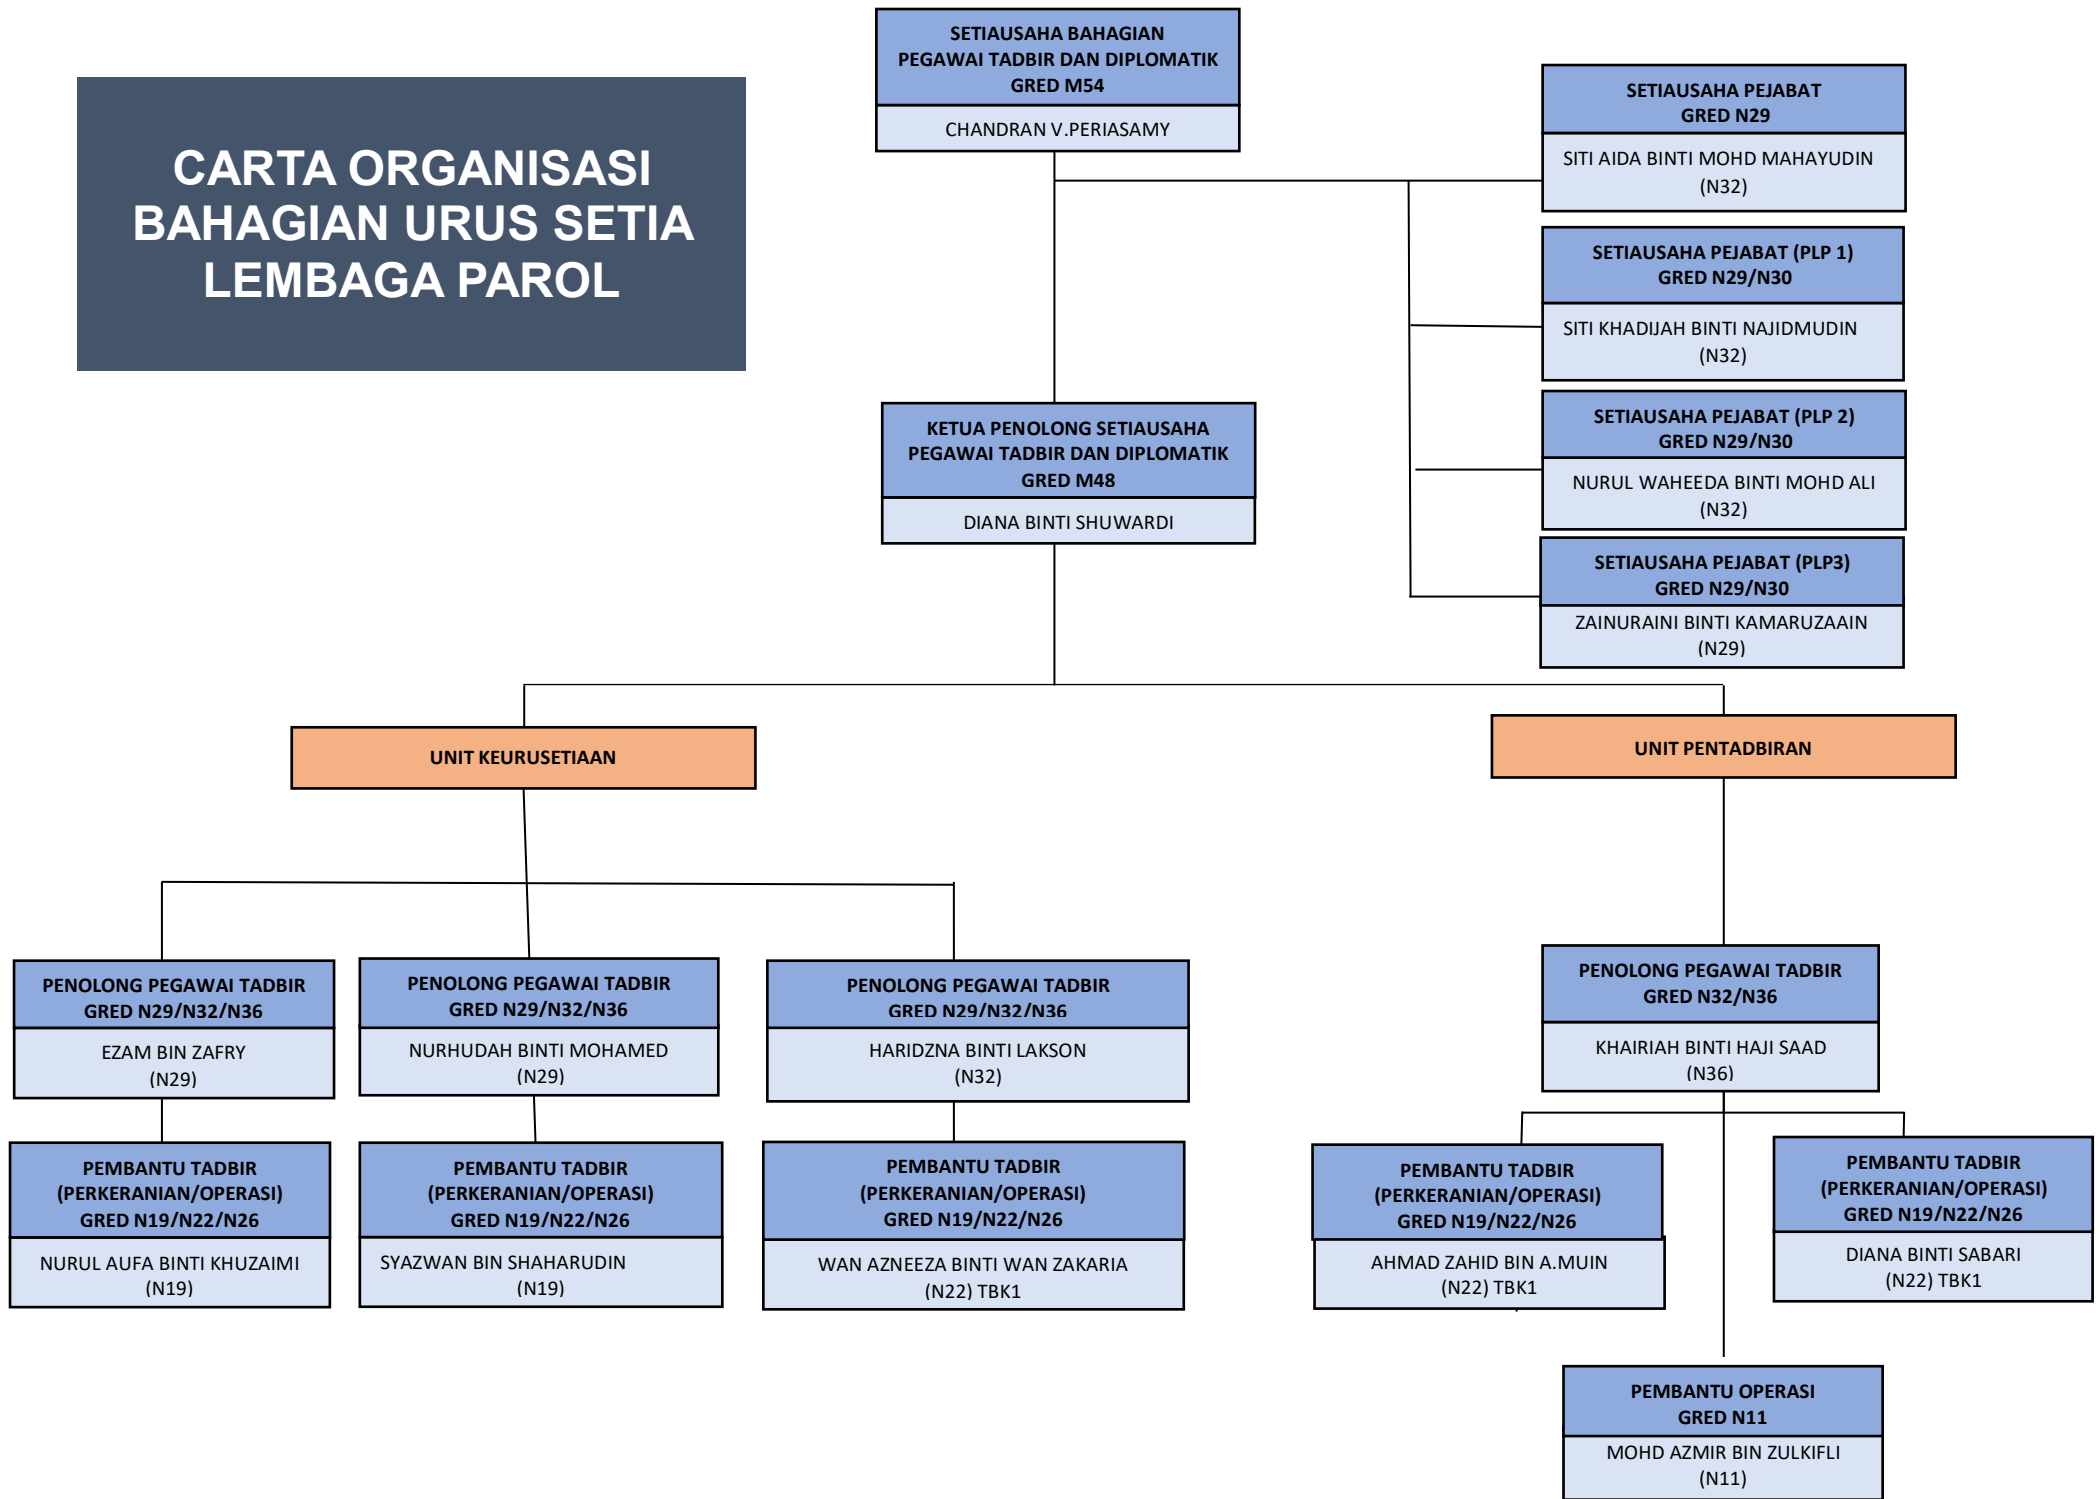 CARTA ORGANISASI
BAHAGIAN URUS SETIA
LEMBAGA PAROL
SETIAUSAHA BAHAGIAN
PEGAWAI TADBIR DAN DIPLOMATIK
GRED M54
CHANDRAN V.PERIASAMY
SETIAUSAHA PEJABAT
GRED N29
SITI AIDA BINTI MOHD MAHAYUDIN
(N32)
SETIAUSAHA PEJABAT (PLP 1)
GRED N29/N30
SITI KHADIJAH BINTI NAJIDMUDIN
(N32)
SETIAUSAHA PEJABAT (PLP 2)
GRED N29/N30
NURUL WAHEEDA BINTI MOHD ALI
(N32)
SETIAUSAHA PEJABAT (PLP3)
GRED N29/N30
ZAINURAINI BINTI KAMARUZAAIN
(N29)
KETUA PENOLONG SETIAUSAHA
PEGAWAI TADBIR DAN DIPLOMATIK
GRED M48
DIANA BINTI SHUWARDI
UNIT KEURUSETIAAN
UNIT PENTADBIRAN
PENOLONG PEGAWAI TADBIR
GRED N29/N32/N36
EZAM BIN ZAFRY
(N29)
PENOLONG PEGAWAI TADBIR
GRED N29/N32/N36
NURHUDAH BINTI MOHAMED
(N29)
PENOLONG PEGAWAI TADBIR
GRED N29/N32/N36
HARIDZNA BINTI LAKSON
(N32)
PENOLONG PEGAWAI TADBIR
GRED N32/N36
KHAIRIAH BINTI HAJI SAAD
(N36)
PEMBANTU TADBIR
(PERKERANIAN/OPERASI)
GRED N19/N22/N26
NURUL AUFA BINTI KHUZAIMI
(N19)
PEMBANTU TADBIR
(PERKERANIAN/OPERASI)
GRED N19/N22/N26
SYAZWAN BIN SHAHARUDIN
(N19)
PEMBANTU TADBIR
(PERKERANIAN/OPERASI)
GRED N19/N22/N26
WAN AZNEEZA BINTI WAN ZAKARIA
(N22) TBK1
PEMBANTU TADBIR
(PERKERANIAN/OPERASI)
GRED N19/N22/N26
AHMAD ZAHID BIN A.MUIN
(N22) TBK1
PEMBANTU TADBIR
(PERKERANIAN/OPERASI)
GRED N19/N22/N26
DIANA BINTI SABARI
(N22) TBK1
PEMBANTU OPERASI
GRED N11
MOHD AZMIR BIN ZULKIFLI
(N11)